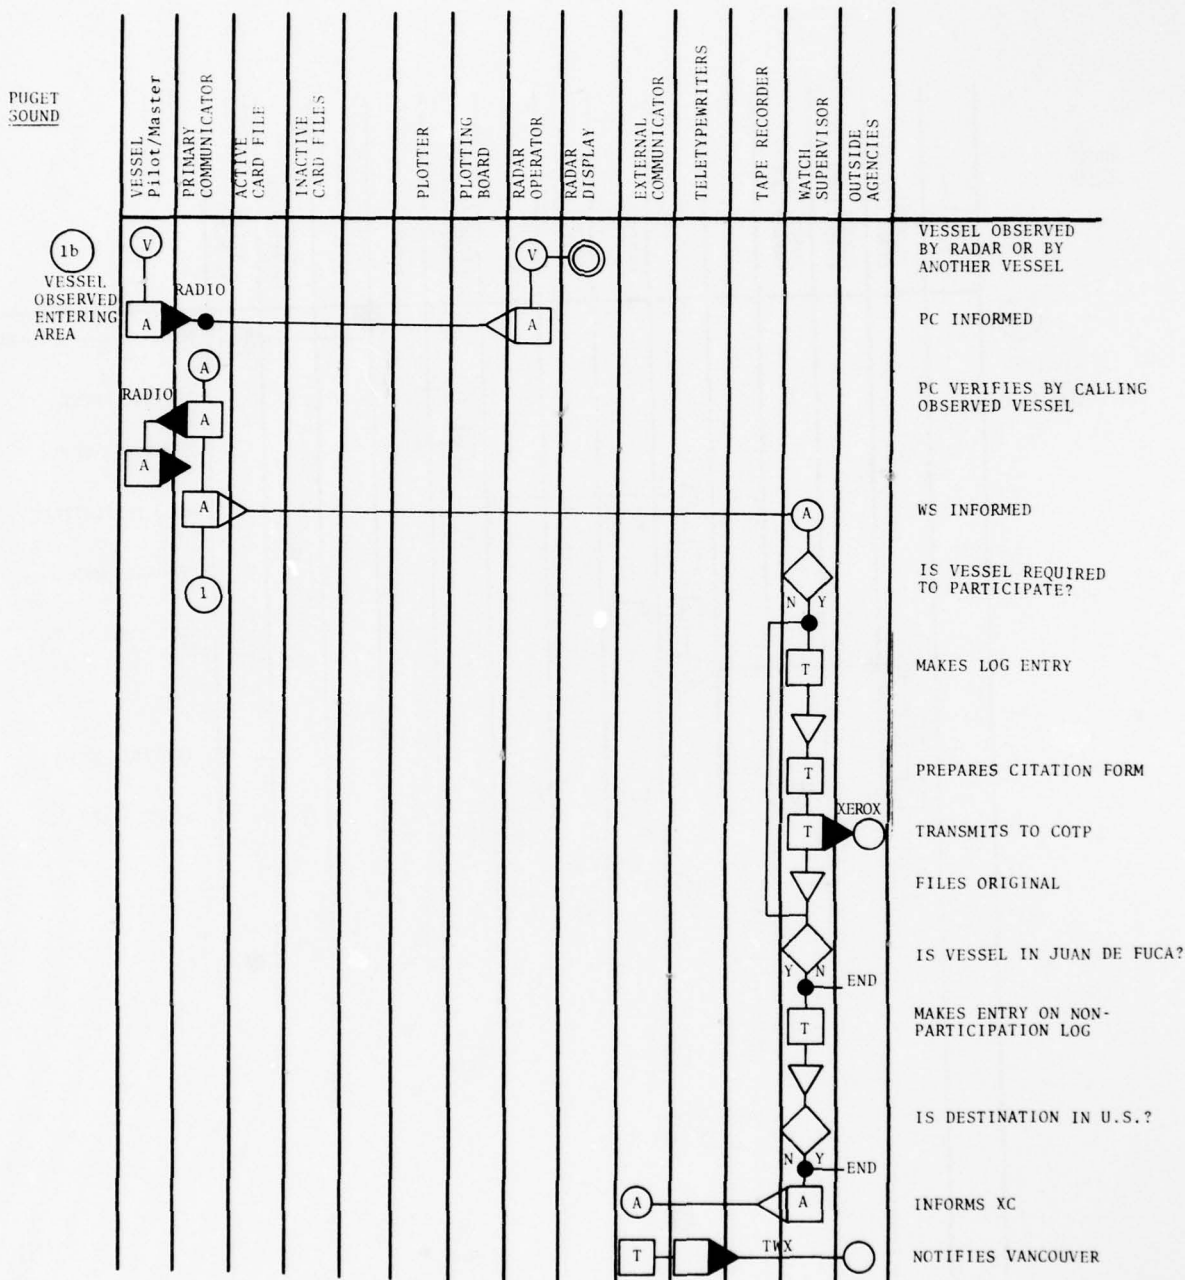 PUGET
SOUND
VESSEL
Pilot/Master
PRIMARY
COMMUNICATOR
ACTIVE
CARD FILE
INACTIVE
CARD FILES
PLOTTER
PLOTTING
BOARD
RADAR
OPERATOR
RADAR
DISPLAY
EXTERNAL
COMMUNICATOR
TELETYPEWRITERS
TAPE RECORDER
WATCH
SUPERVISOR
OUTSIDE
AGENCIES
1b
VESSEL
OBSERVED
ENTERING
AREA
V
V
VESSEL OBSERVED
BY RADAR OR BY
ANOTHER VESSEL
RADIO
A
A
PC INFORMED
A
RADIO
A
PC VERIFIES BY CALLING
OBSERVED VESSEL
A
A
A
WS INFORMED
1
IS VESSEL REQUIRED
TO PARTICIPATE?
N Y
T
MAKES LOG ENTRY
T
PREPARES CITATION FORM
XEROX
T
TRANSMITS TO COTP
FILES ORIGINAL
IS VESSEL IN JUAN DE FUCA?
Y N
END
T
MAKES ENTRY ON NON-
PARTICIPATION LOG
IS DESTINATION IN U.S.?
N Y
END
A
A
INFORMS XC
T
TWX
NOTIFIES VANCOUVER